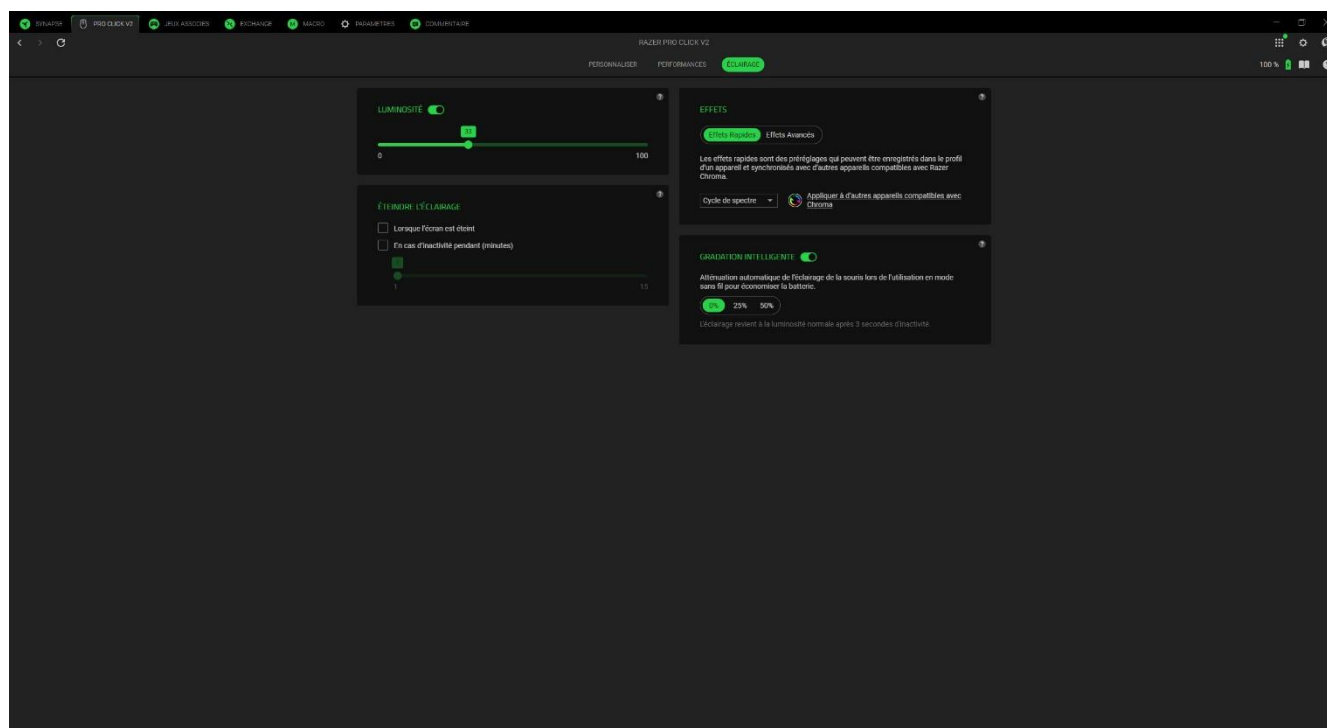 SYNAPSE PRO CLICK V2 JEUX ASSOCIÉS EXCHANGE MACRO PARAMÈTRES COMMENTAIRE
RAZER PRO CLICK V2
PERSONNALISER PERFORMANCES ÉCLAIRAGE 100 %
LUMINOSITÉ
33
0 100
ÉTEINDRE L'ÉCLAIRAGE
Lorsque l'écran est éteint
En cas d'inactivité pendant (minutes)
1 15
EFFETS
Effets Rapides Effets Avancés
Les effets rapides sont des préréglages qui peuvent être enregistrés dans le profil
d'un appareil et synchronisés avec d'autres appareils compatibles avec Razer
Chroma.
Cycle de spectre Appliquer à d'autres appareils compatibles avec
Chroma
GRADATION INTELLIGENTE
Atténuation automatique de l'éclairage de la souris lors de l'utilisation en mode
sans fil pour économiser la batterie.
0% 25% 50%
L'éclairage revient à la luminosité normale après 3 secondes d'inactivité.